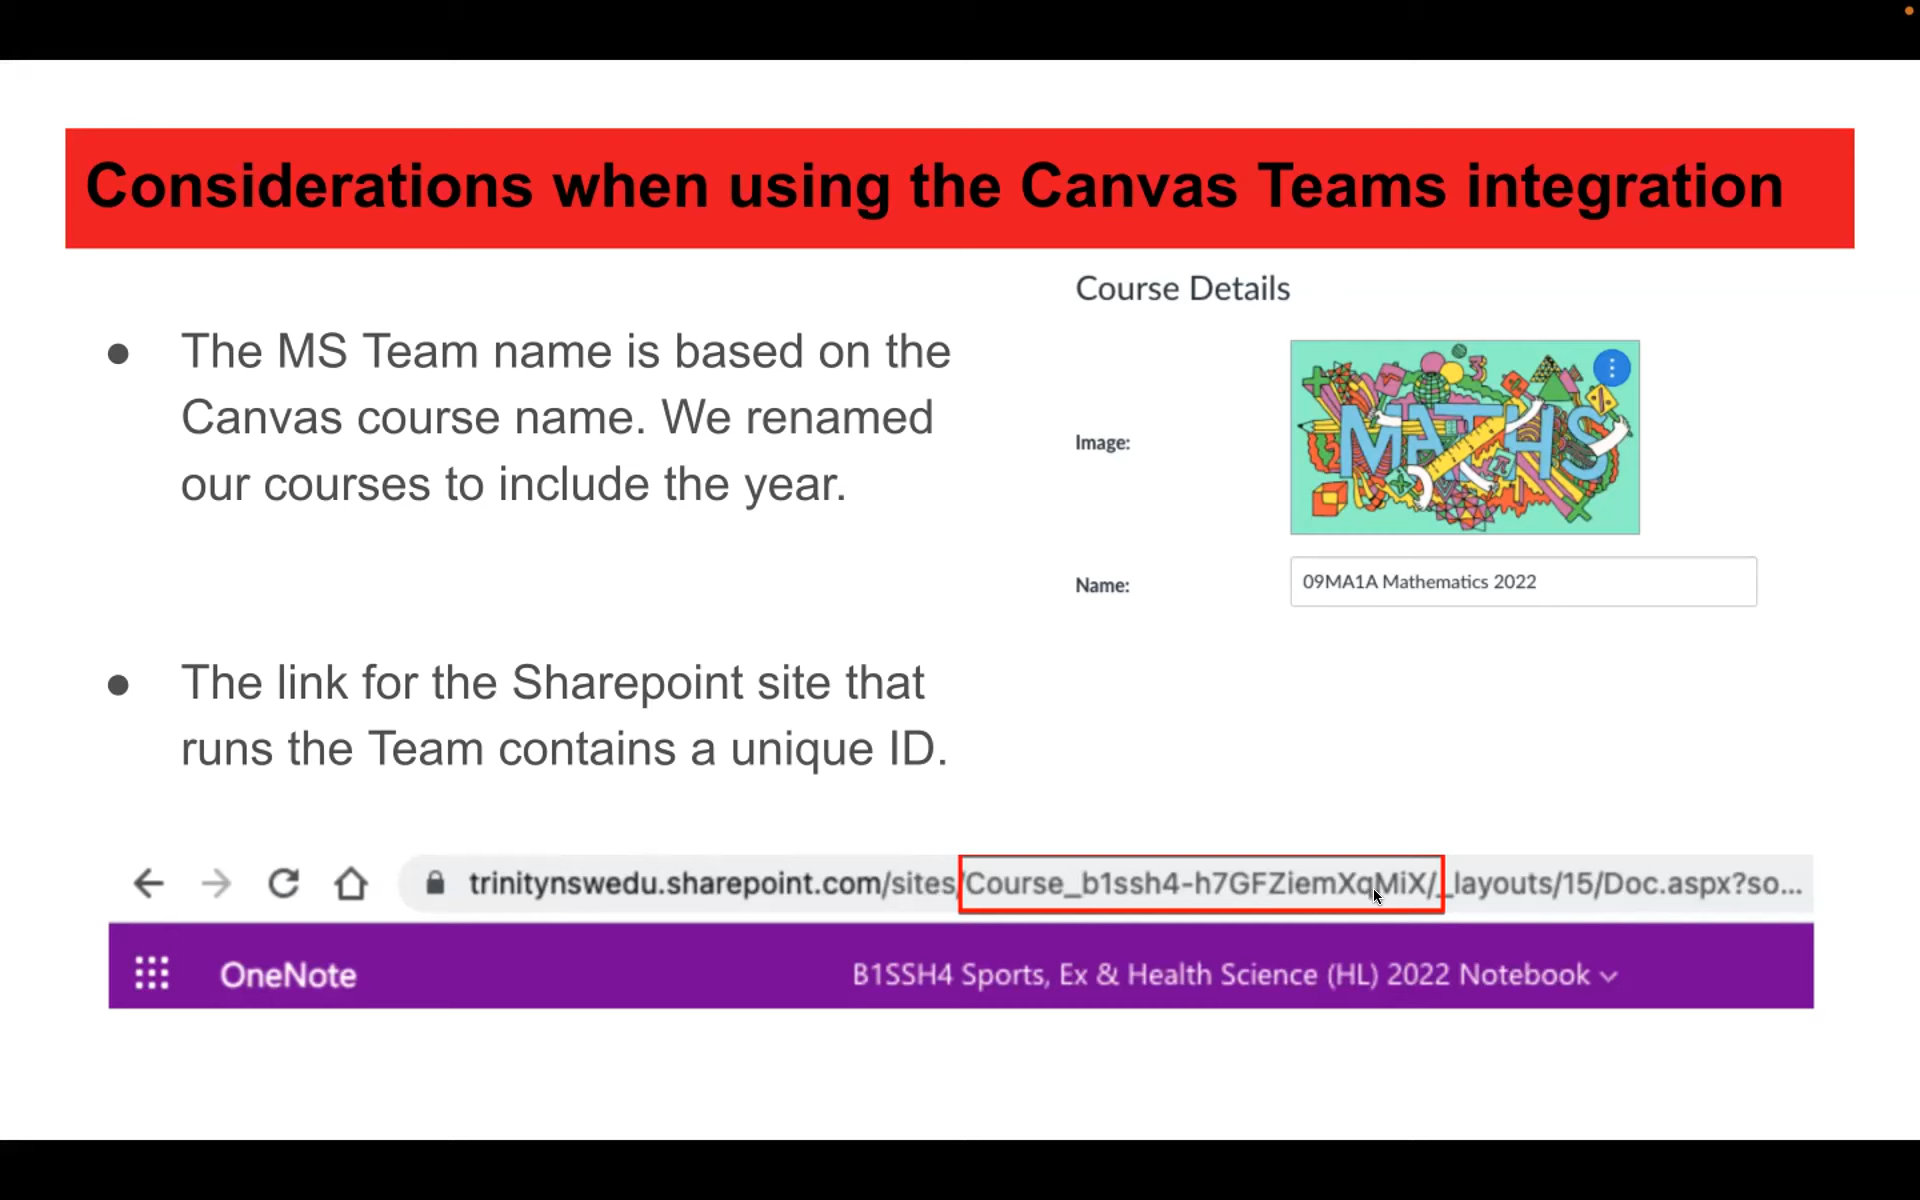 Considerations when using the Canvas Teams integration
● The MS Team name is based on the
Canvas course name. We renamed
our courses to include the year.
Course Details
Image:
MATHS
Name:
09MA1A Mathematics 2022
● The link for the Sharepoint site that
runs the Team contains a unique ID.
trinitynswedu.sharepoint.com/sites/Course_b1ssh4-h7GFZiemXqMiX/_layouts/15/Doc.aspx?so...
OneNote
B1SSH4 Sports, Ex & Health Science (HL) 2022 Notebook